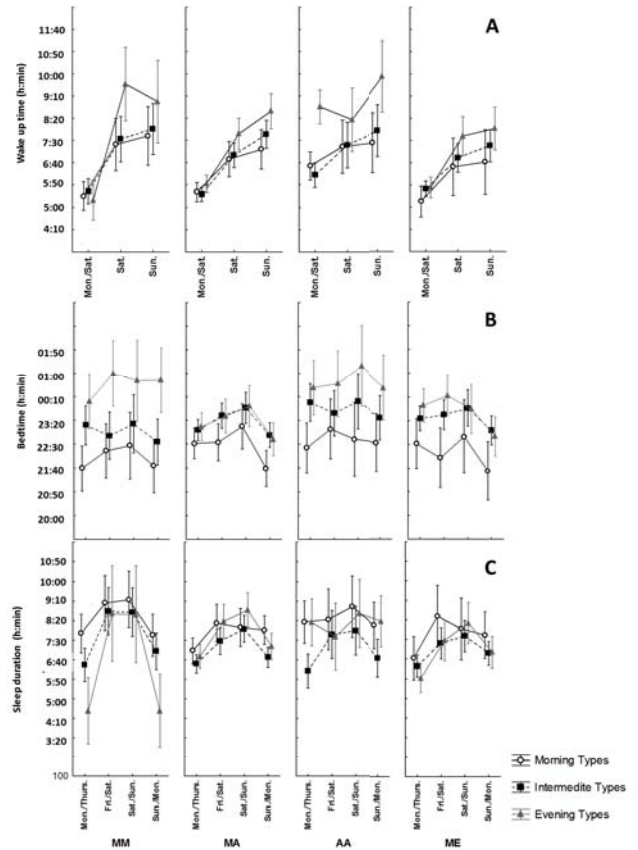 A
Wake up time (h:min)
11:40
10:50
10:00
9:10
8:20
7:30
6:40
5:50
5:00
4:10
Mon./Sat. Sat. Sun. Mon./Sat. Sat. Sun. Mon./Sat. Sat. Sun. Mon./Sat. Sat. Sun.
B
Bedtime (h:min)
01:50
01:00
00:10
23:20
22:30
21:40
20:50
20:00
C
Sleep duration (h:min)
10:50
10:00
9:10
8:20
7:30
6:40
5:50
5:00
4:10
3:20
100
Mon./Thurs. Fri./Sat. Sat./Sun. Sun./Mon. Mon./Thurs. Fri./Sat. Sat./Sun. Sun./Mon. Mon./Thurs. Fri./Sat. Sat./Sun. Sun./Mon. Mon./Thurs. Fri./Sat. Sat./Sun. Sun./Mon.
MM MA AA ME
Morning Types
Intermedite Types
Evening Types